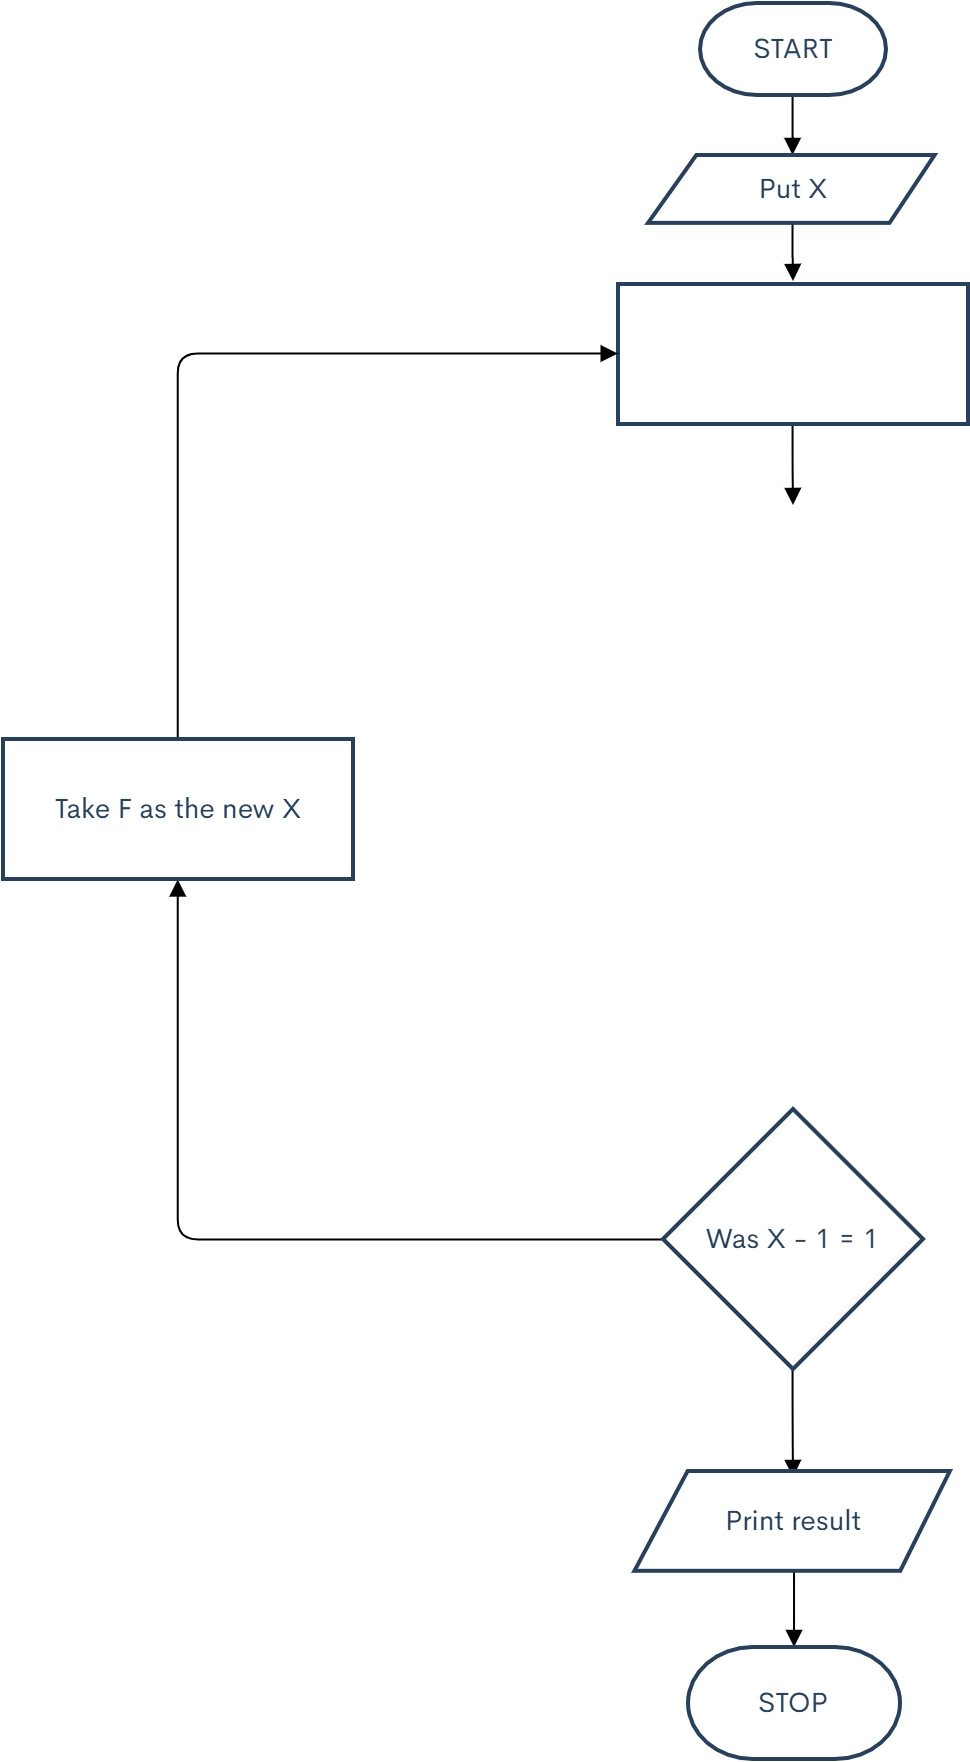 START
Put X
Take F as the new X
Was X - 1 = 1
Print result
STOP